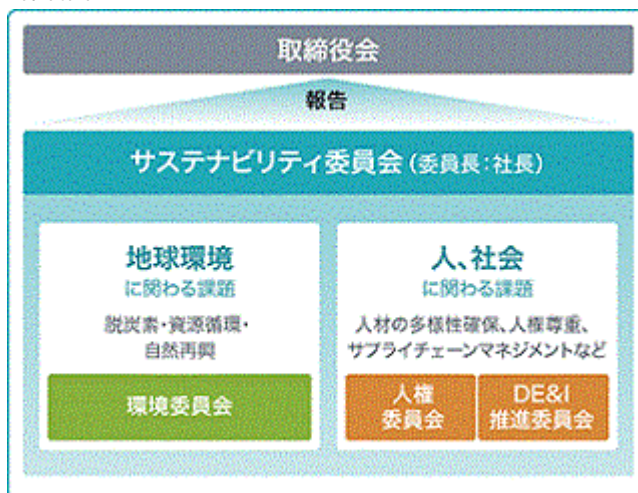 取締役会
報告
サステナビリティ委員会(委員長:社長)
地球環境
に関わる課題
脱炭素・資源循環・
自然再興
環境委員会
人、社会
に関わる課題
人材の多様性確保、人権尊重、
サプライチェーンマネジメントなど
人権
委員会
DE&I
推進委員会